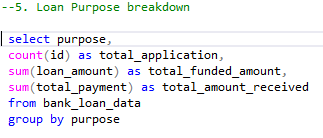 --5. Loan Purpose breakdown
select purpose,
count(id) as total_application,
sum(loan_amount) as total_funded_amount,
sum(total_payment) as total_amount_received
from bank_loan_data
group by purpose